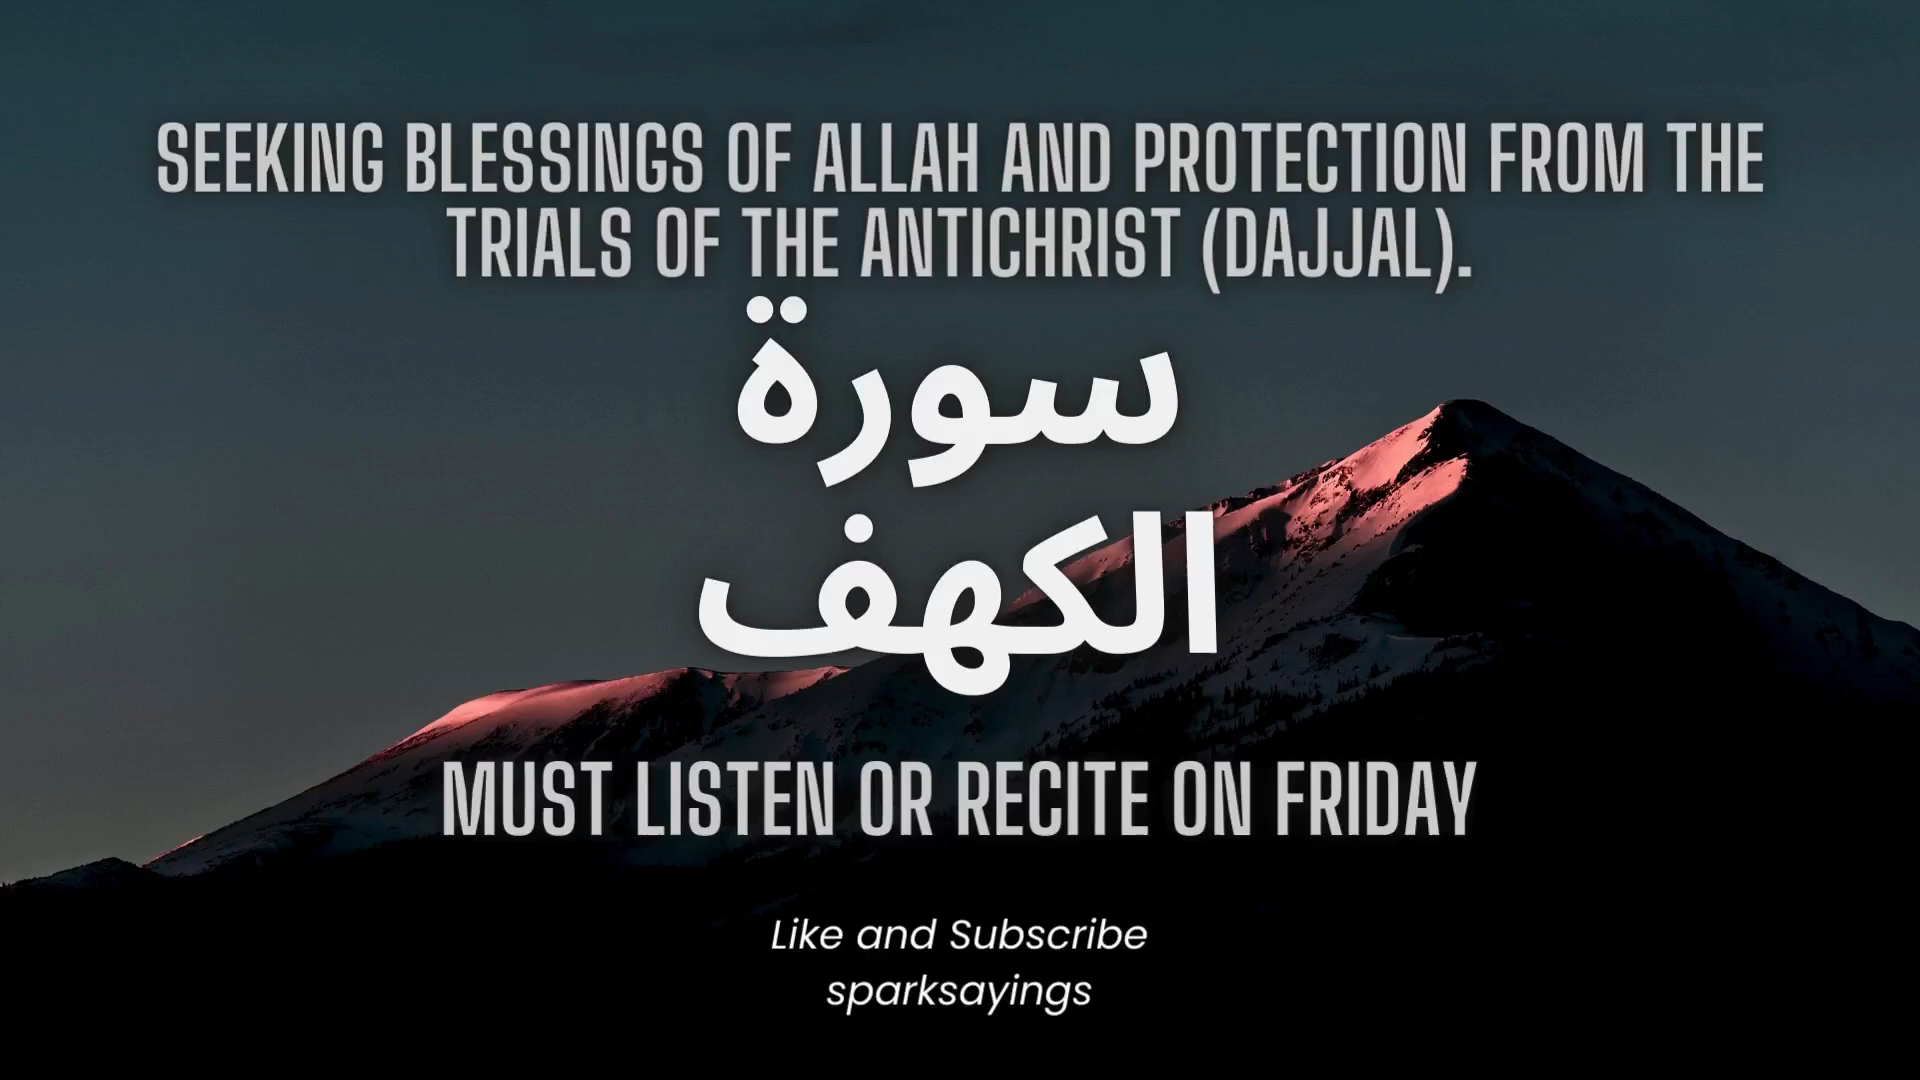 SEEKING BLESSINGS OF ALLAH AND PROTECTION FROM THE
TRIALS OF THE ANTICHRIST (DAJJAL).
سورة
الكهف
MUST LISTEN OR RECITE ON FRIDAY
Like and Subscribe
sparksayings